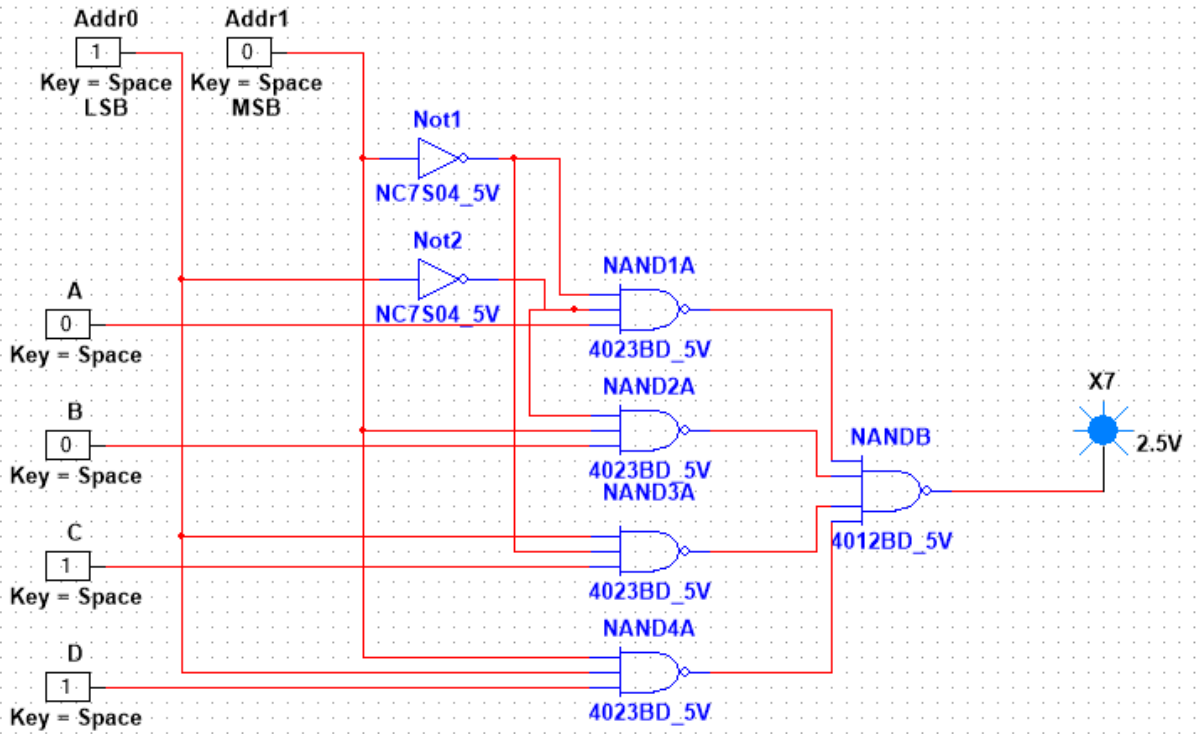 Addr0
Addr1
1
0
Key = Space
Key = Space
LSB
MSB
Not1
NC7S04_5V
Not2
NC7S04_5V
NAND1A
4023BD_5V
A
0
Key = Space
NAND2A
4023BD_5V
B
0
Key = Space
X7
2.5V
NANDB
4012BD_5V
NAND3A
4023BD_5V
C
1
Key = Space
NAND4A
4023BD_5V
D
1
Key = Space